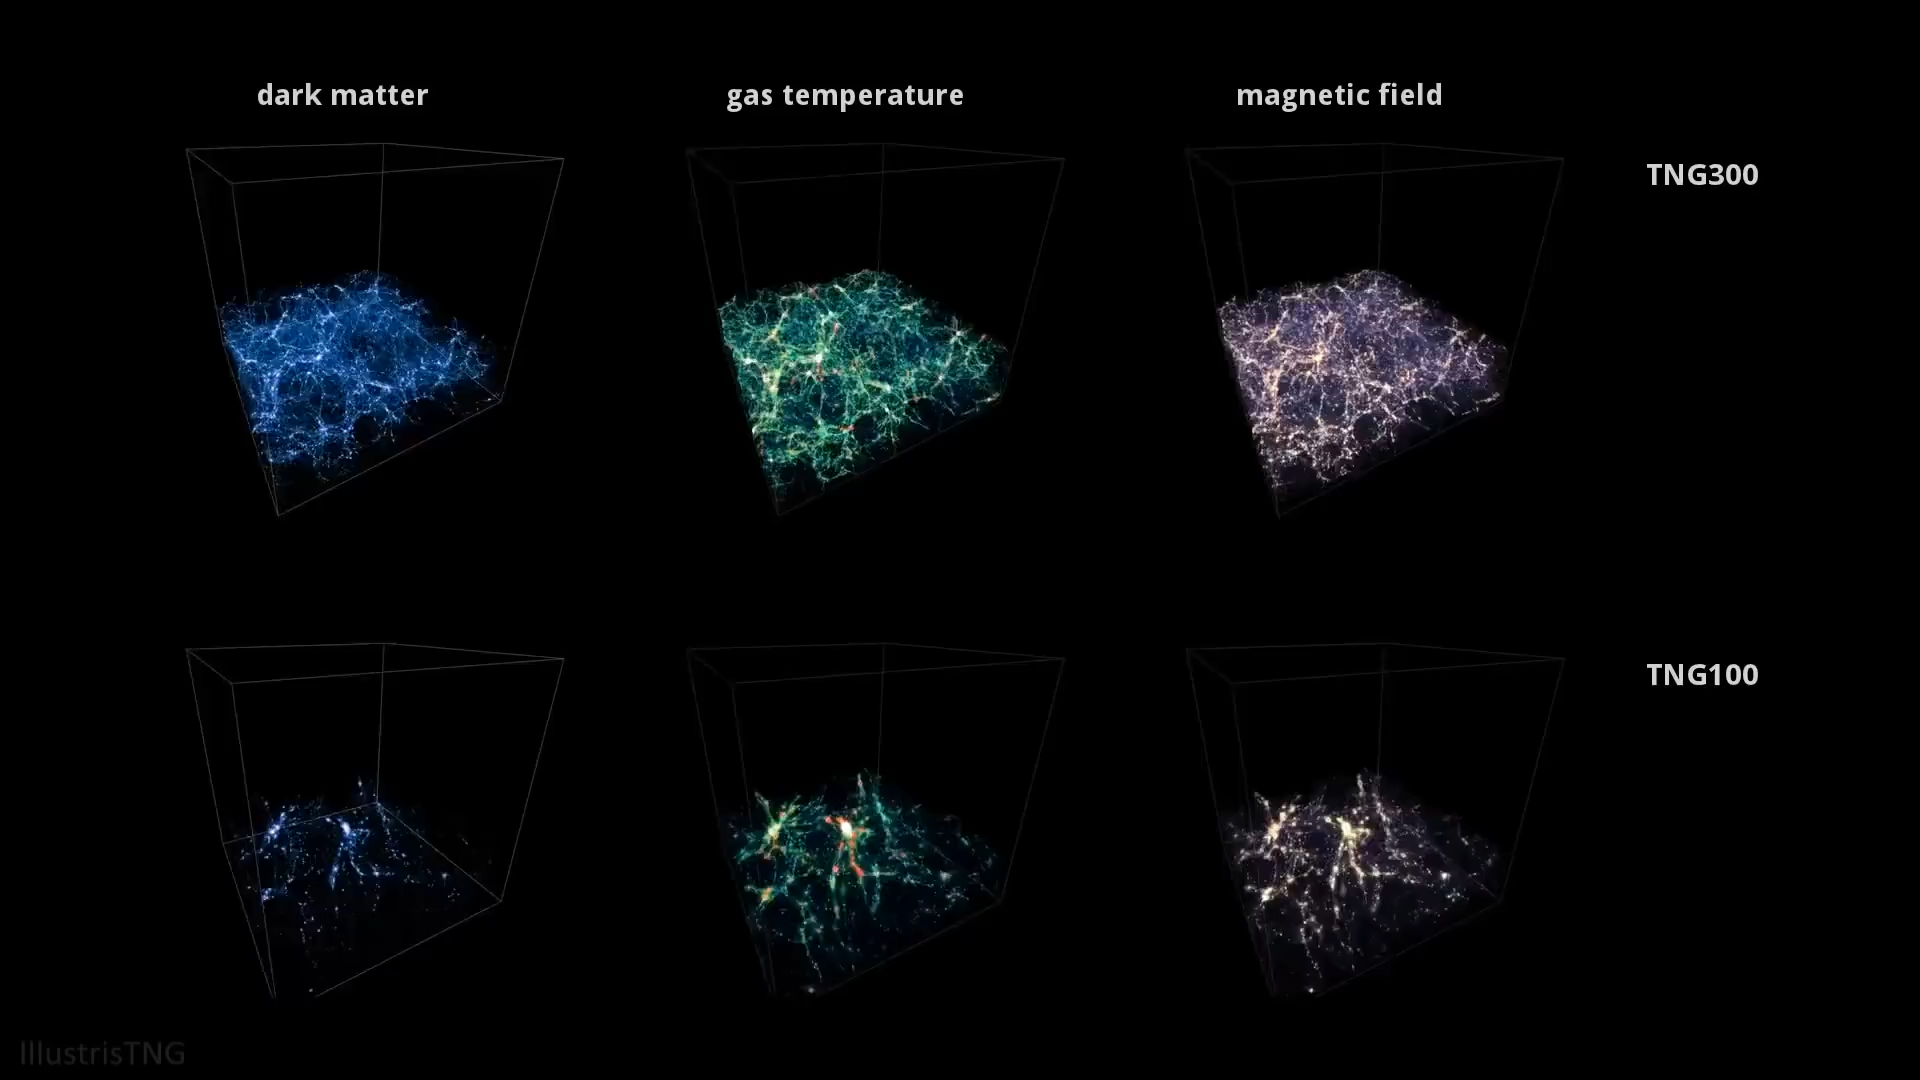 dark matter
gas temperature
magnetic field
TNG300
TNG100
IllustrisTNG